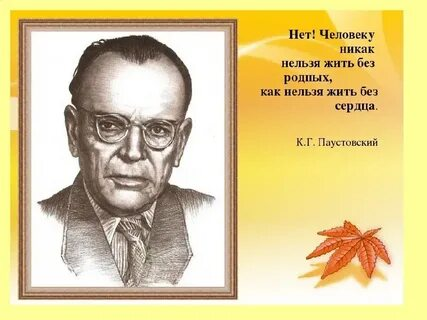 Нет! Человеку
никак
нельзя жить без
родных,
как нельзя жить без
сердца.
К.Г. Паустовский